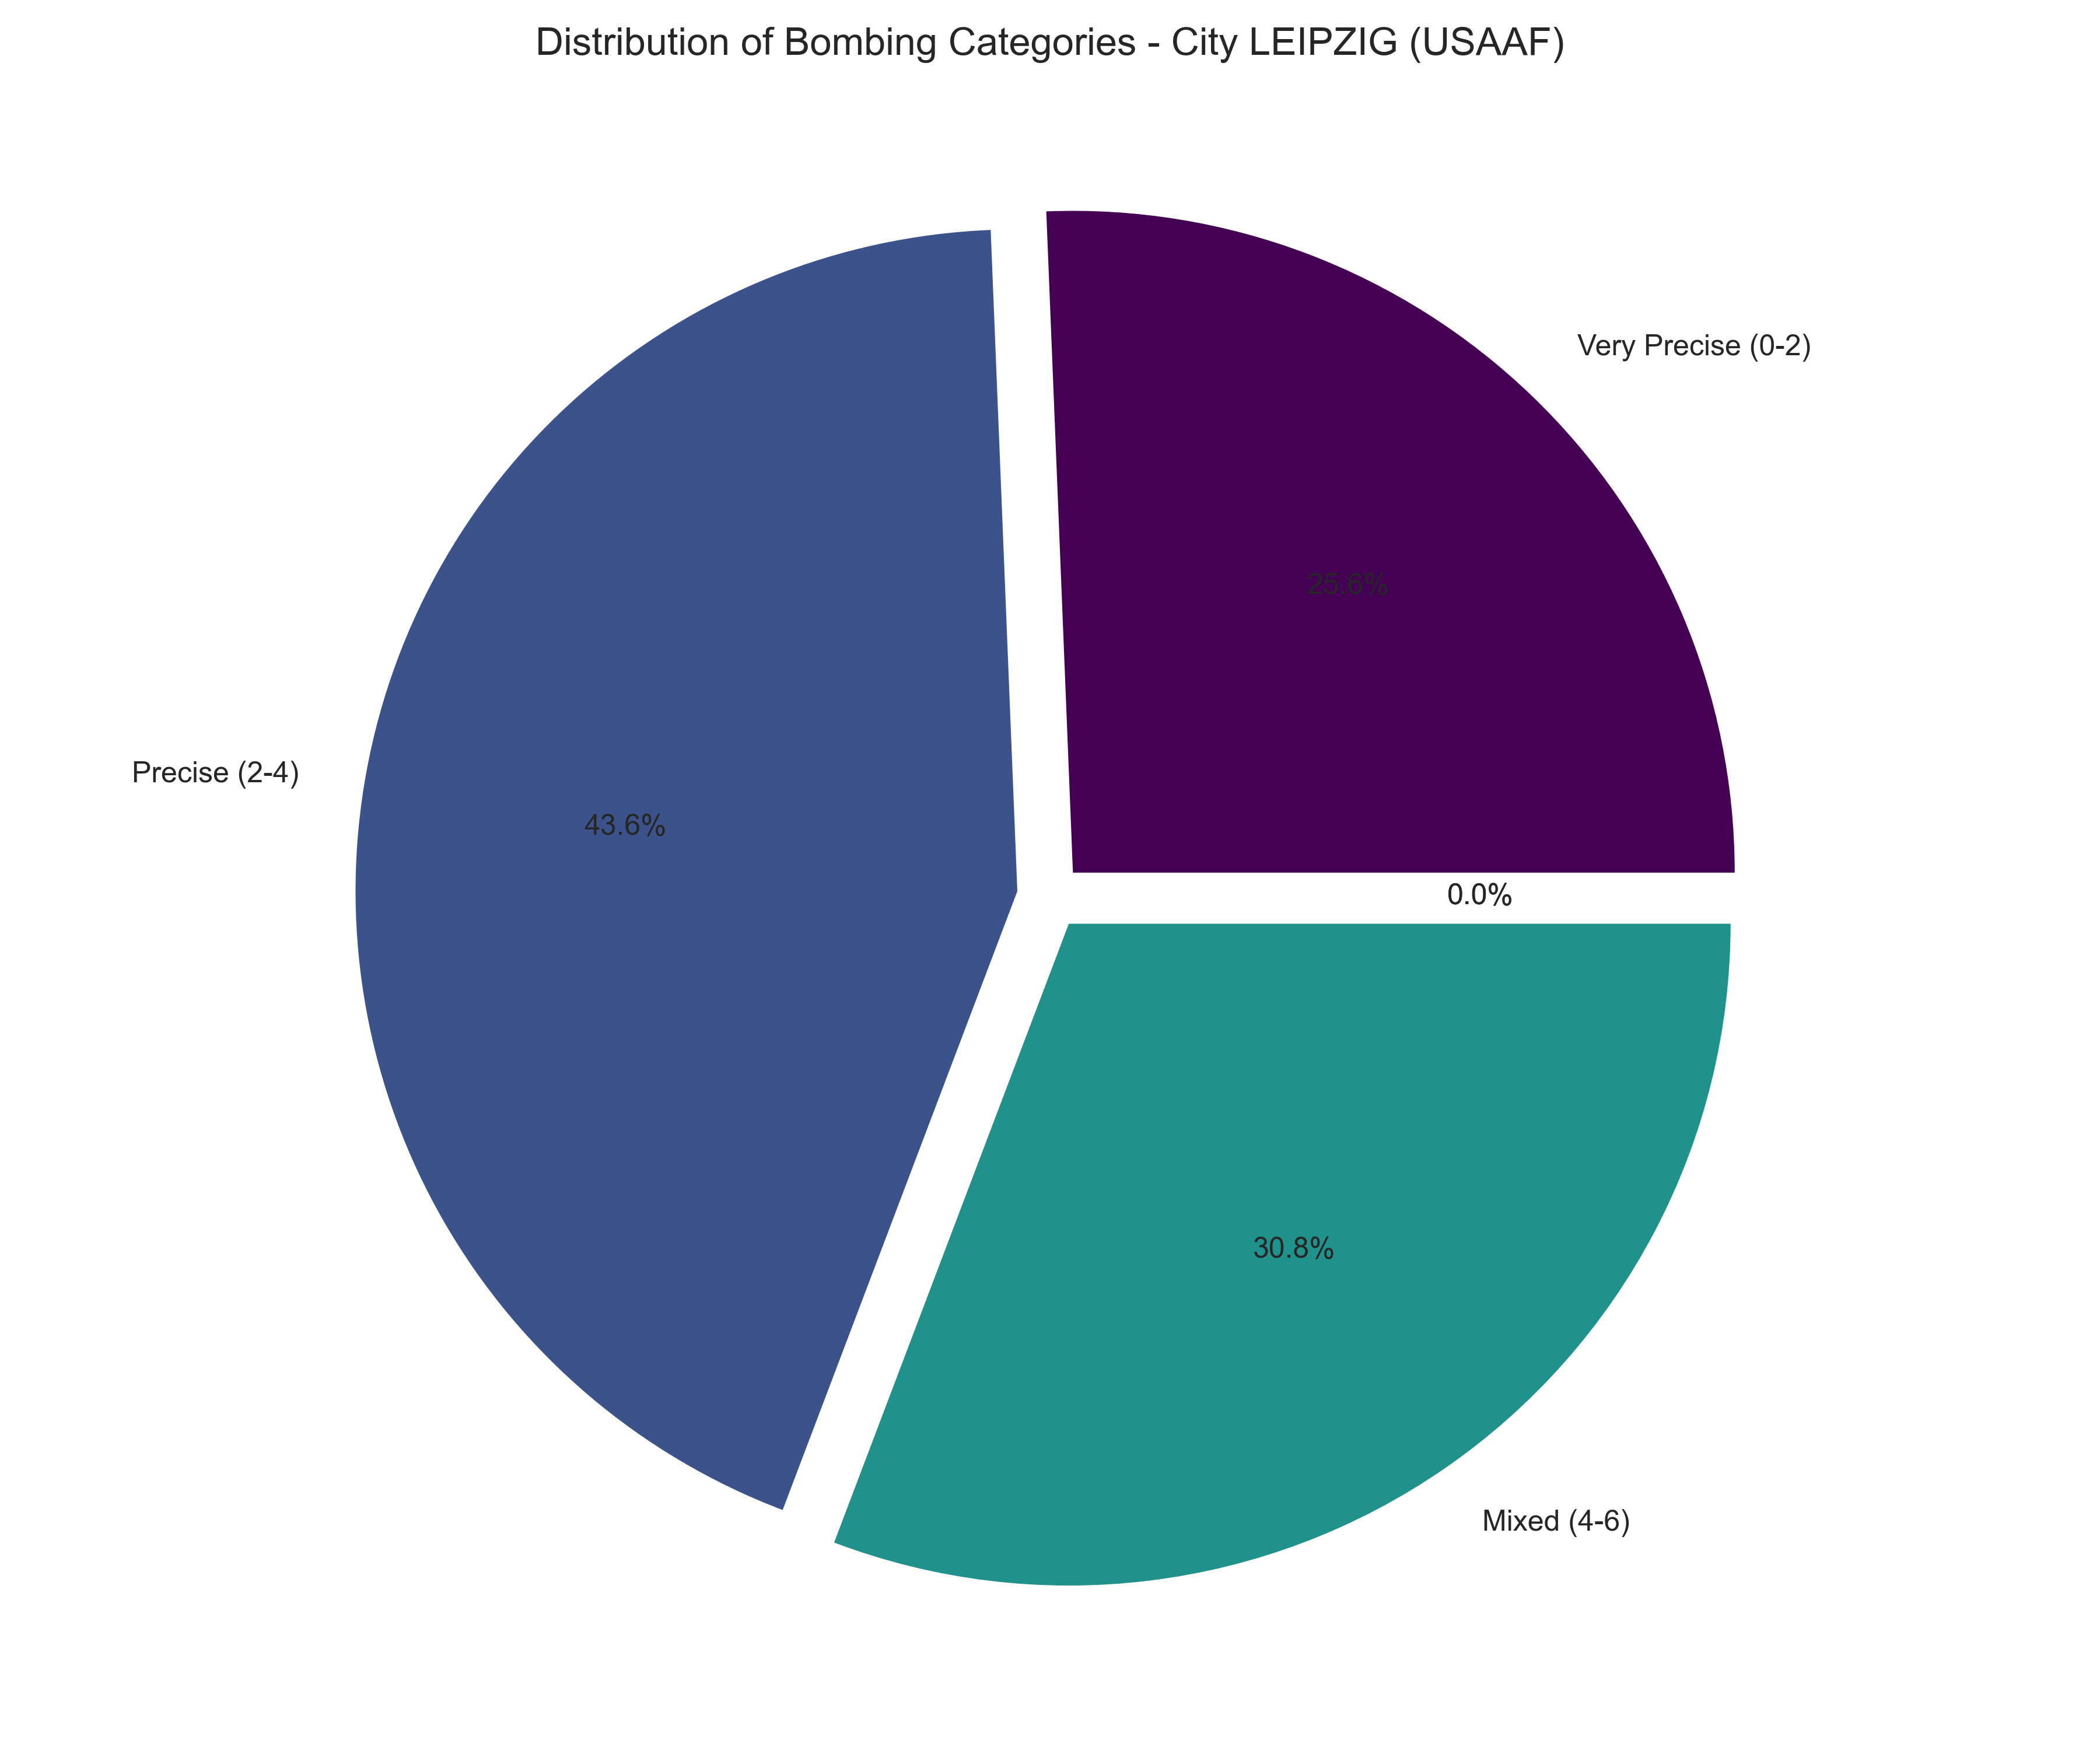 Distribution of Bombing Categories - City LEIPZIG (USAAF)
Very Precise (0-2)
25.6%
Precise (2-4)
43.6%
0.0%
30.8%
Mixed (4-6)